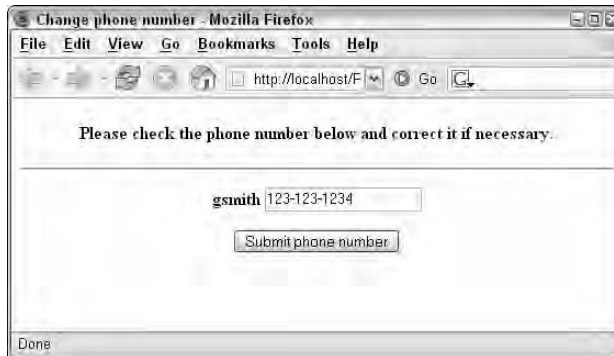 Change phone number - Mozilla Firefox
File Edit View Go Bookmarks Tools Help
http://localhost/F Go G
Please check the phone number below and correct it if necessary.
gsmith 123-123-1234
Submit phone number
Done